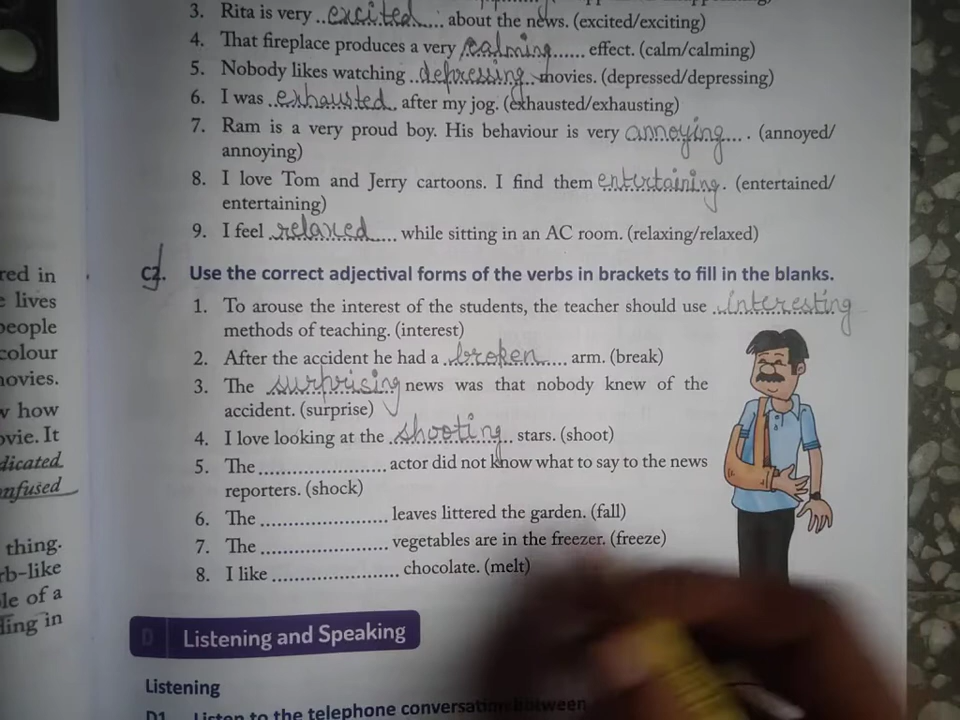 3. Rita is very ..excited.... about the news. (excited/exciting)
4. That fireplace produces a very calming...... effect. (calm/calming)
5. Nobody likes watching ..depressing.. movies. (depressed/depressing)
6. I was ..exhausted.. after my jog. (exhausted/exhausting)
7. Ram is a very proud boy. His behaviour is very annoying.... . (annoyed/
annoying)
8. I love Tom and Jerry cartoons. I find them entertaining. (entertained/
entertaining)
9. I feel ..relaxed.... while sitting in an AC room. (relaxing/relaxed)
C2. Use the correct adjectival forms of the verbs in brackets to fill in the blanks.
1. To arouse the interest of the students, the teacher should use ..interesting
methods of teaching. (interest)
2. After the accident he had a ..broken.... arm. (break)
3. The surprising news was that nobody knew of the
accident. (surprise)
4. I love looking at the ..shooting.. stars. (shoot)
5. The ........................ actor did not know what to say to the news
reporters. (shock)
6. The ........................ leaves littered the garden. (fall)
7. The ........................ vegetables are in the freezer. (freeze)
8. I like ........................ chocolate. (melt)
D Listening and Speaking
Listening
D1. Listen to the telephone conversation between
red in
e lives
people
colour
novies.
v how
ovie. It
dicated
nfused
thing.
rb-like
le of a
ling in